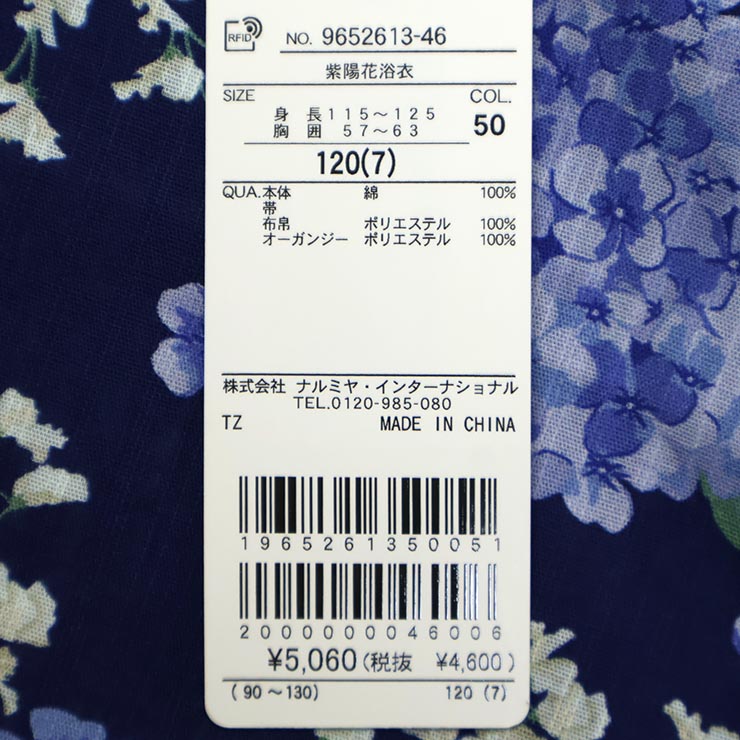 RFID NO. 9652613-46
紫陽花浴衣
SIZE COL.
身 長 115～125
胸 囲 57～63 50
120(7)
QUA. 本体 綿 100%
帯
布帛 ポリエステル 100%
オーガンジー ポリエステル 100%
株式会社 ナルミヤ・インターナショナル
TEL.0120-985-080
TZ MADE IN CHINA
1965261350051
2000000046006
¥5,060(税抜 ¥4,600)
(90～130) 120 (7)